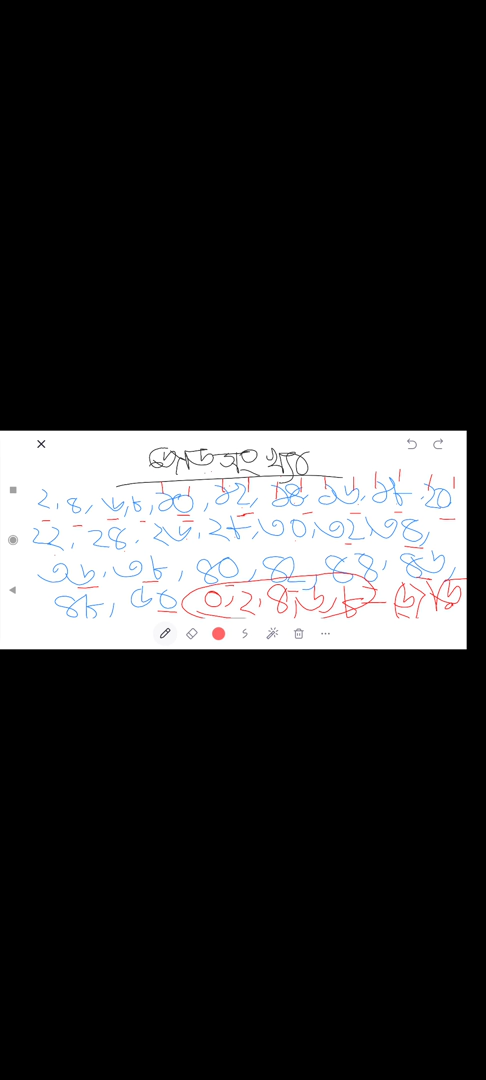 ২, ৪, ৬, ৮, ১০, ১২, ১৪, ১৬, ১৮, ২০
২২, ২৪, ২৬, ২৮, ৩০, ৩২, ৩৪,
৩৬, ৩৮, ৪০, ৪২, ৪৪, ৪৬,
৪৮, ৫০ ০, ২, ৪, ৬, ৮